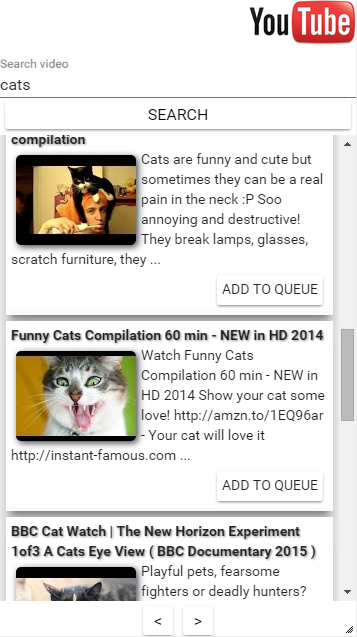 YouTube
Search video
cats
SEARCH
compilation
Cats are funny and cute but
sometimes they can be a real
pain in the neck :P Soo
annoying and destructive!
They break lamps, glasses,
scratch furniture, they ...
ADD TO QUEUE
Funny Cats Compilation 60 min - NEW in HD 2014
Watch Funny Cats
Compilation 60 min - NEW in
HD 2014 Show your cat some
love! http://amzn.to/1EQ96ar
- Your cat will love it
http://instant-famous.com ...
ADD TO QUEUE
BBC Cat Watch | The New Horizon Experiment
1of3 A Cats Eye View ( BBC Documentary 2015 )
Playful pets, fearsome
fighters or deadly hunters?
< >